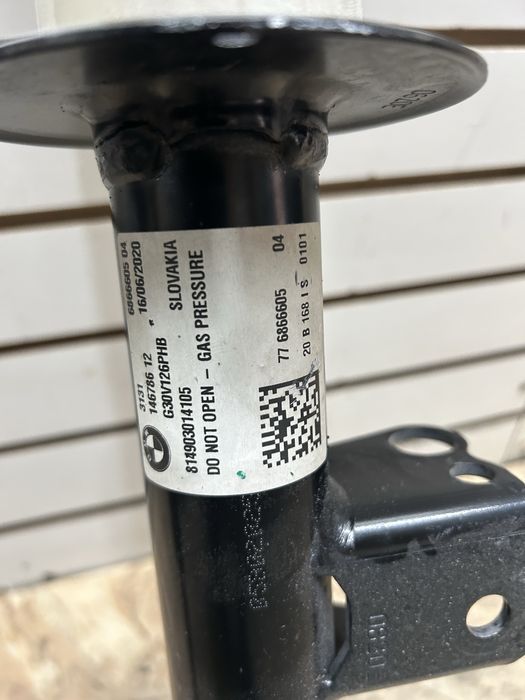 3131 6866605 04
146786 12 16/06/2020
G30V126PHB SLOVAKIA
814903014105
DO NOT OPEN - GAS PRESSURE
77 6866605 04
20 B 168 I S 0101